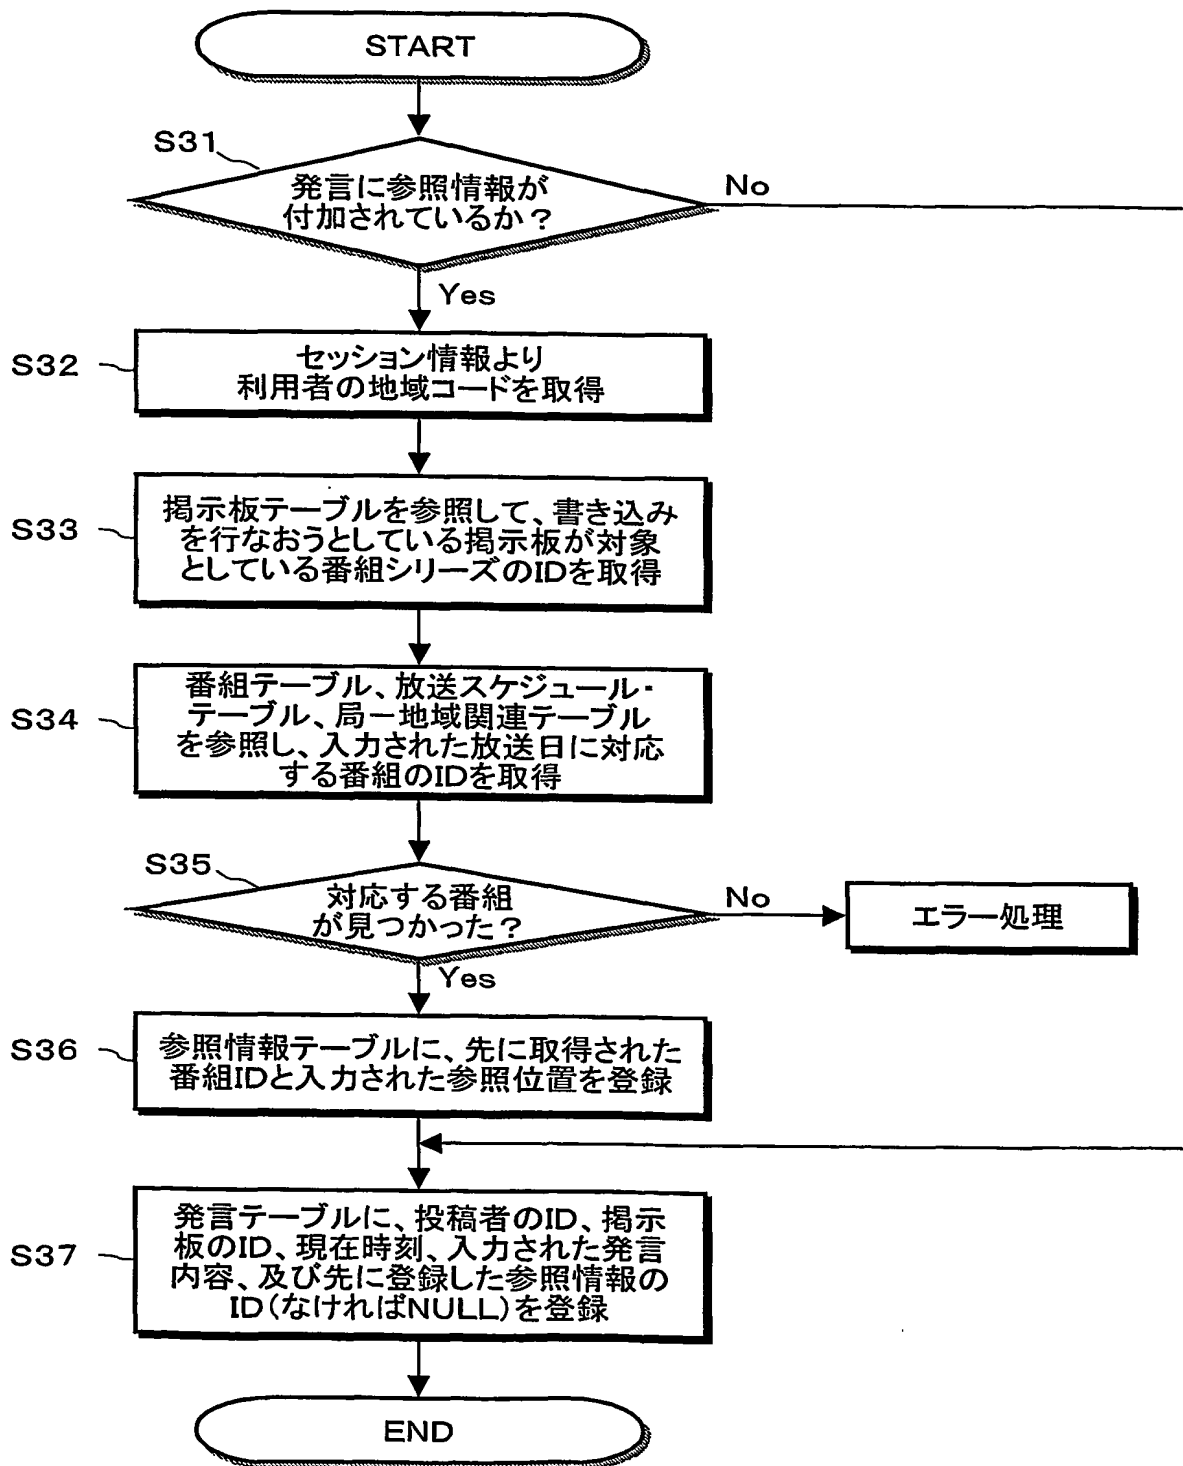 START
S31
発言に参照情報が
付加されているか？
No
Yes
S32
セッション情報より
利用者の地域コードを取得
S33
掲示板テーブルを参照して、書き込み
を行なおうとしている掲示板が対象
としている番組シリーズのIDを取得
S34
番組テーブル、放送スケジュール・
テーブル、局－地域関連テーブル
を参照し、入力された放送日に対応
する番組のIDを取得
S35
対応する番組
が見つかった？
No
エラー処理
Yes
S36
参照情報テーブルに、先に取得された
番組IDと入力された参照位置を登録
S37
発言テーブルに、投稿者のID、掲示
板のID、現在時刻、入力された発言
内容、及び先に登録した参照情報の
ID（なければNULL）を登録
END